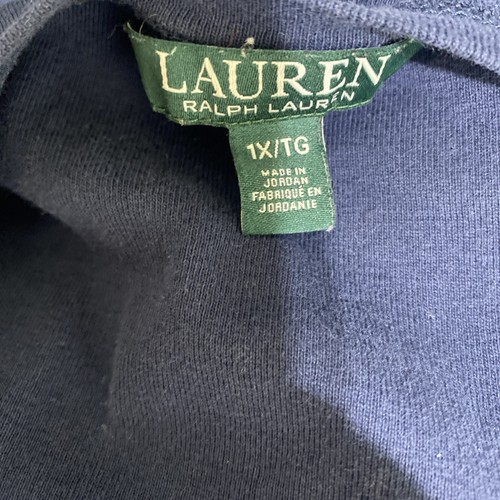 LAUREN
RALPH LAUREN
1X/TG
MADE IN
JORDAN
FABRIQUÉ EN
JORDANIE